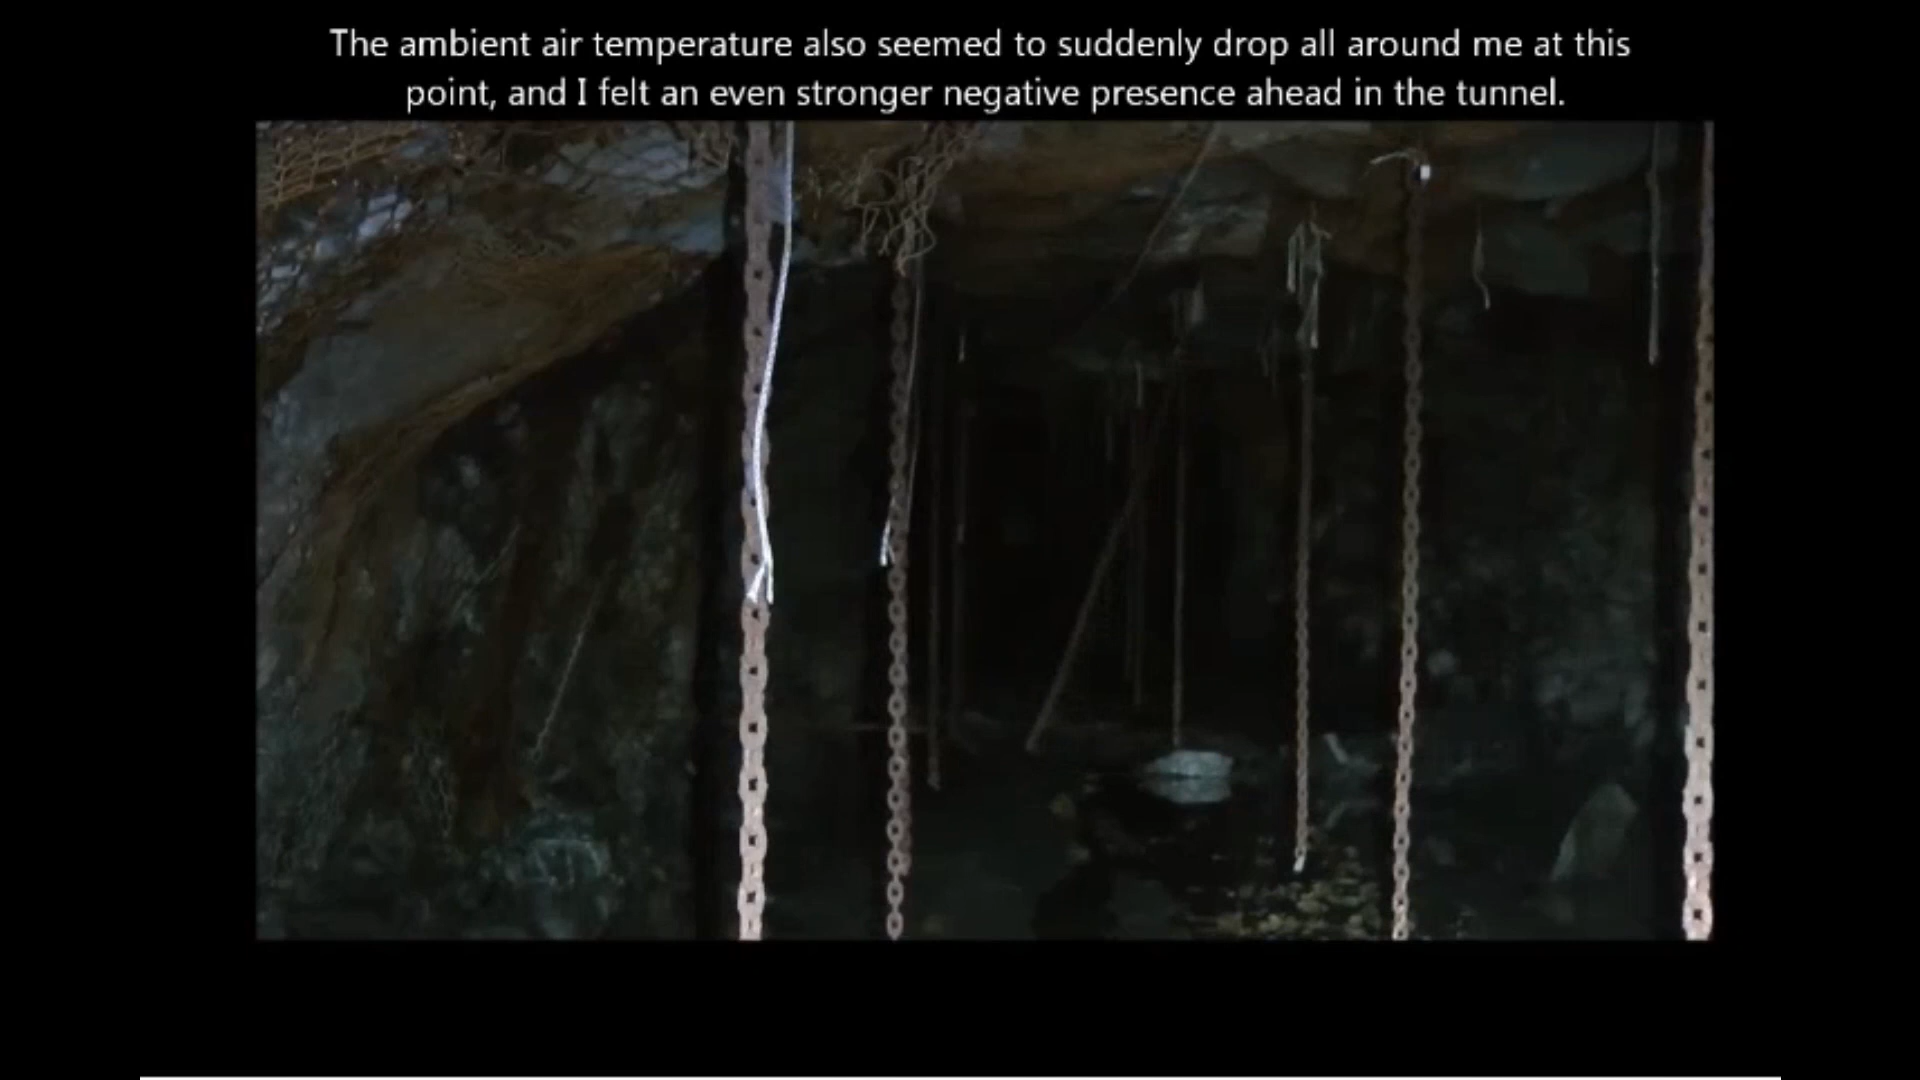 The ambient air temperature also seemed to suddenly drop all around me at this
point, and I felt an even stronger negative presence ahead in the tunnel.